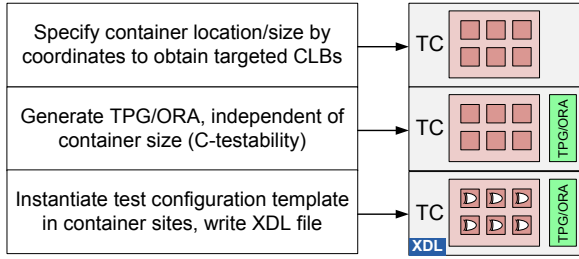 Specify container location/size by
coordinates to obtain targeted CLBs
TC
Generate TPG/ORA, independent of
container size (C-testability)
TC
TPG/ORA
Instantiate test configuration template
in container sites, write XDL file
TC
TPG/ORA
XDL